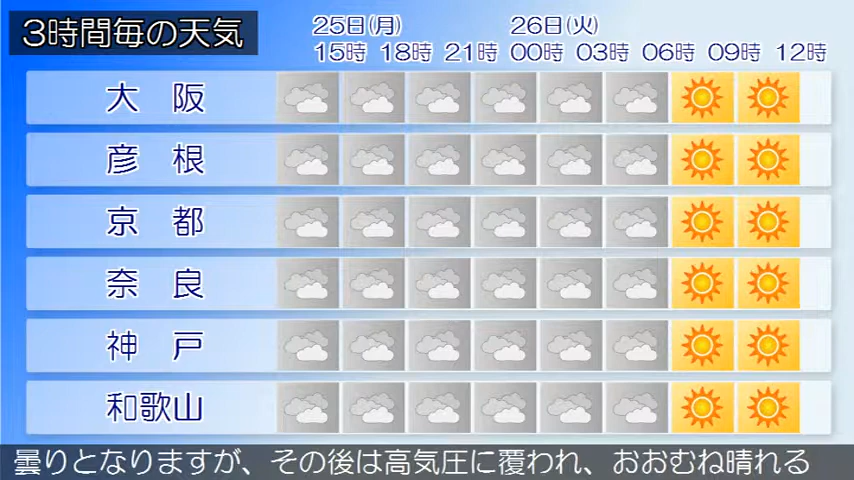 3時間毎の天気
25日(月) 26日(火)
15時 18時 21時 00時 03時 06時 09時 12時
大 阪
彦 根
京 都
奈 良
神 戸
和歌山
曇りとなりますが、その後は高気圧に覆われ、おおむね晴れる